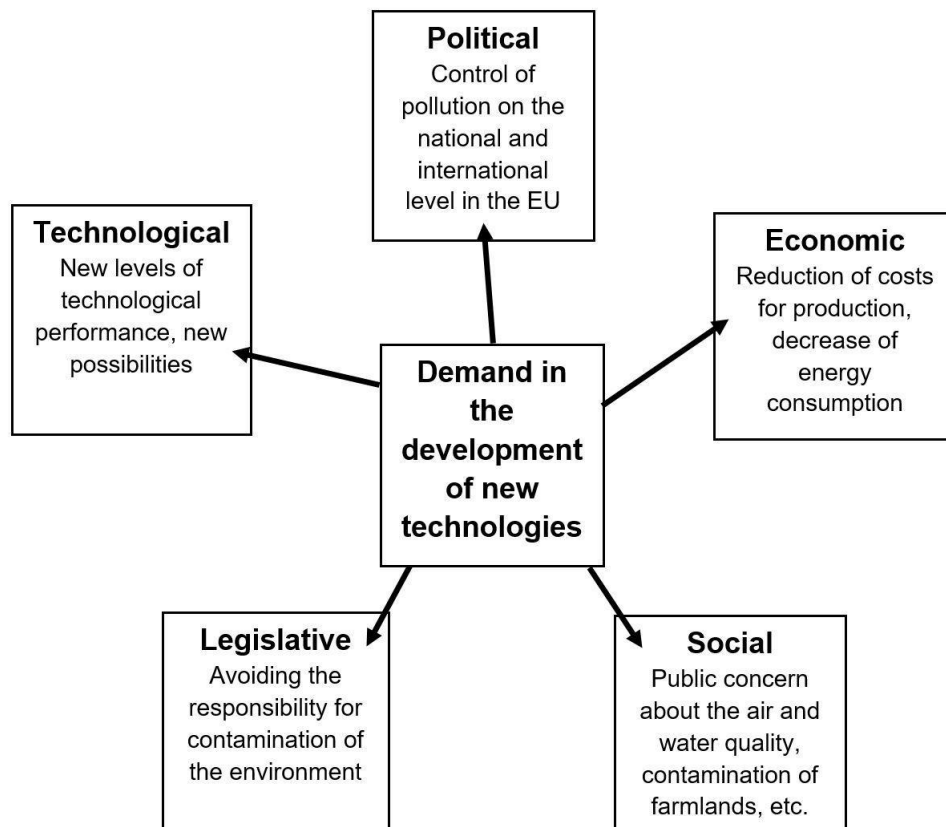 Political
Control of
pollution on the
national and
international
level in the EU
Technological
New levels of
technological
performance, new
possibilities
Economic
Reduction of costs
for production,
decrease of
energy
consumption
Demand in
the
development
of new
technologies
Legislative
Avoiding the
responsibility for
contamination of
the environment
Social
Public concern
about the air and
water quality,
contamination of
farmlands, etc.